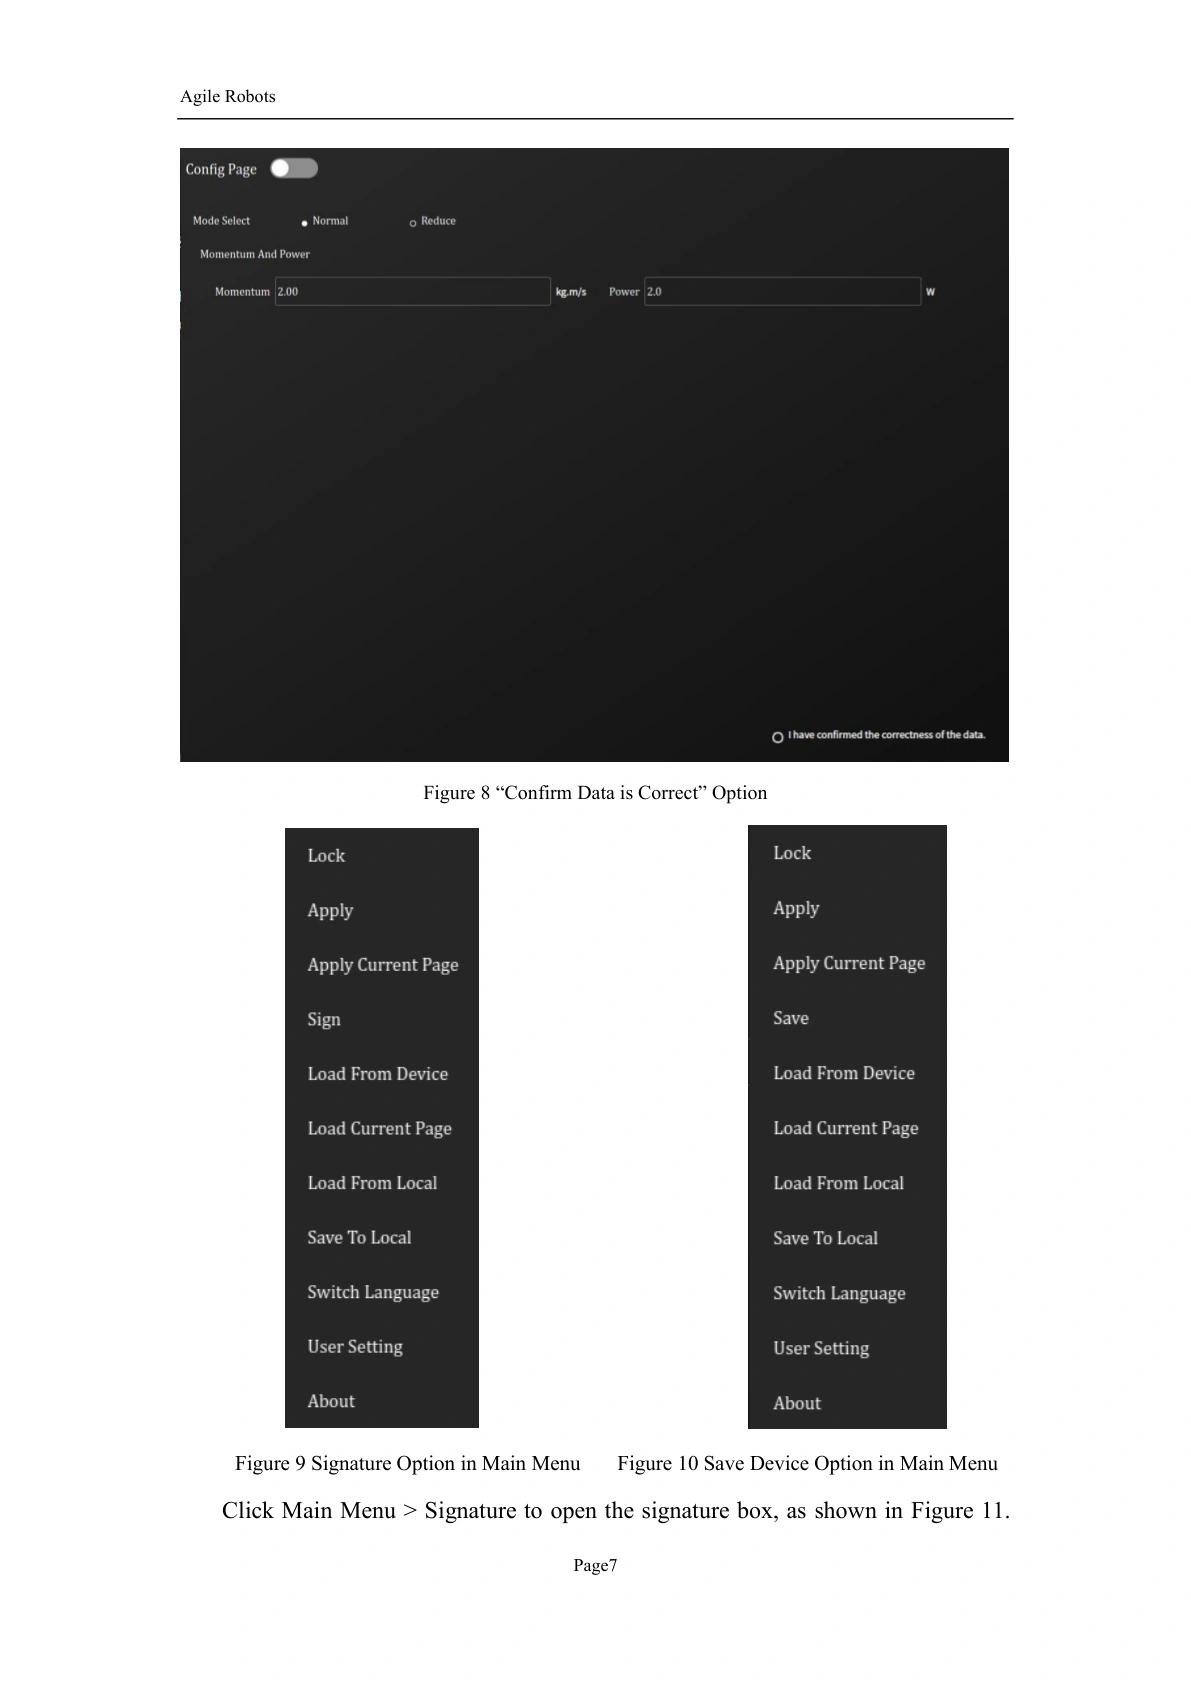 Agile Robots
Config Page
Mode Select Normal Reduce
Momentum And Power
Momentum 2.00 kg.m/s Power 2.0 W
I have confirmed the correctness of the data.
Figure 8 “Confirm Data is Correct” Option
Lock
Apply
Apply Current Page
Sign
Load From Device
Load Current Page
Load From Local
Save To Local
Switch Language
User Setting
About
Lock
Apply
Apply Current Page
Save
Load From Device
Load Current Page
Load From Local
Save To Local
Switch Language
User Setting
About
Figure 9 Signature Option in Main Menu
Figure 10 Save Device Option in Main Menu
Click Main Menu > Signature to open the signature box, as shown in Figure 11.
Page7